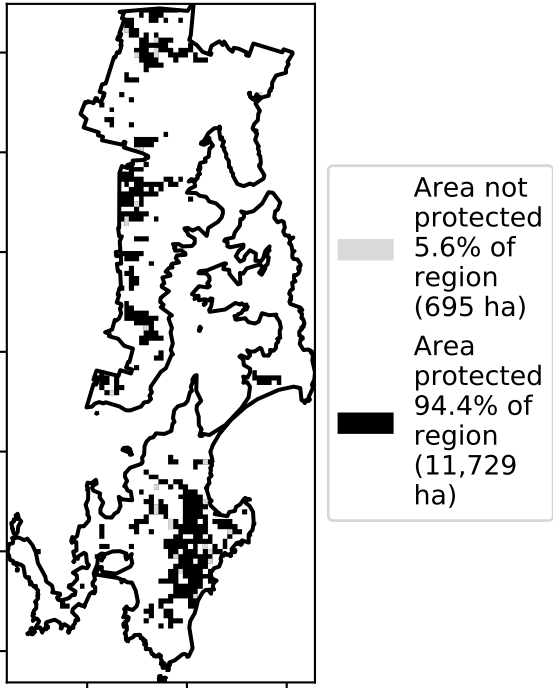 Area not
protected
5.6% of
region
(695 ha)
Area
protected
94.4% of
region
(11,729
ha)